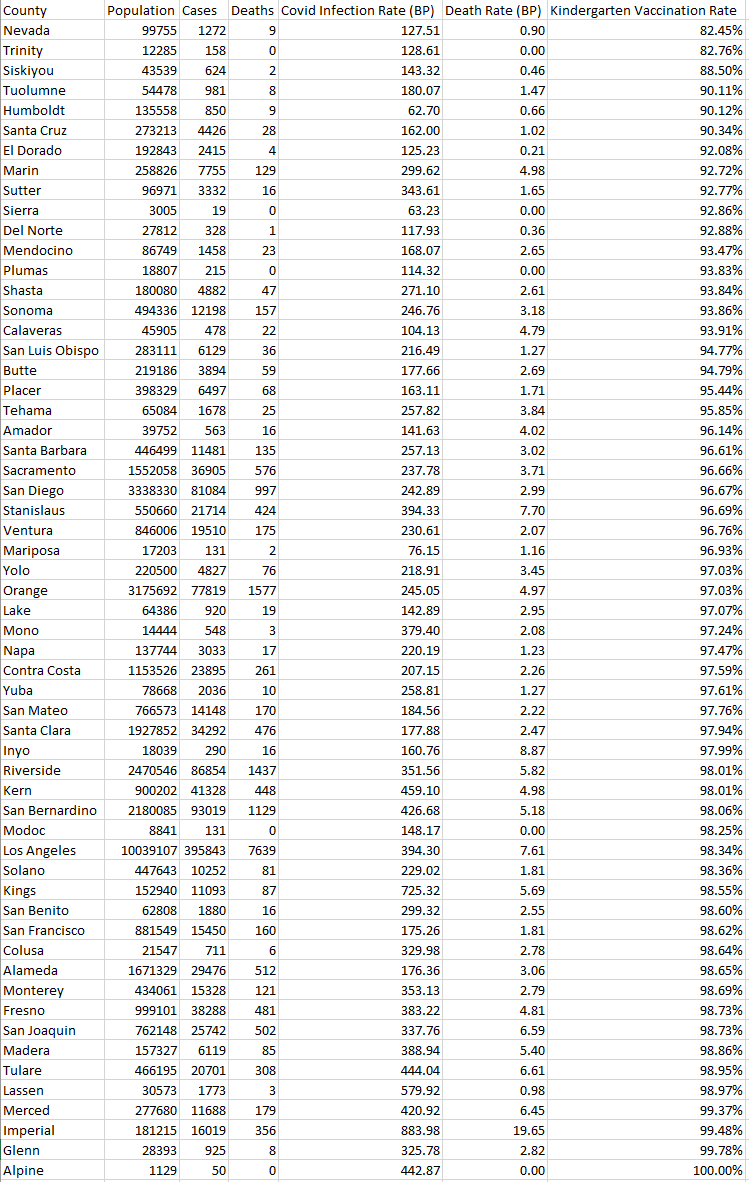 County Population Cases Deaths Covid Infection Rate (BP) Death Rate (BP) Kindergarten Vaccination Rate
Nevada 99755 1272 9 127.51 0.90 82.45%
Trinity 12285 158 0 128.61 0.00 82.76%
Siskiyou 43539 624 2 143.32 0.46 88.50%
Tuolumne 54478 981 8 180.07 1.47 90.11%
Humboldt 135558 850 9 62.70 0.66 90.12%
Santa Cruz 273213 4426 28 162.00 1.02 90.34%
El Dorado 192843 2415 4 125.23 0.21 92.08%
Marin 258826 7755 129 299.62 4.98 92.72%
Sutter 96971 3332 16 343.61 1.65 92.77%
Sierra 3005 19 0 63.23 0.00 92.86%
Del Norte 27812 328 1 117.93 0.36 92.88%
Mendocino 86749 1458 23 168.07 2.65 93.47%
Plumas 18807 215 0 114.32 0.00 93.83%
Shasta 180080 4882 47 271.10 2.61 93.84%
Sonoma 494336 12198 157 246.76 3.18 93.86%
Calaveras 45905 478 22 104.13 4.79 93.91%
San Luis Obispo 283111 6129 36 216.49 1.27 94.77%
Butte 219186 3894 59 177.66 2.69 94.79%
Placer 398329 6497 68 163.11 1.71 95.44%
Tehama 65084 1678 25 257.82 3.84 95.85%
Amador 39752 563 16 141.63 4.02 96.14%
Santa Barbara 446499 11481 135 257.13 3.02 96.61%
Sacramento 1552058 36905 576 237.78 3.71 96.66%
San Diego 3338330 81084 997 242.89 2.99 96.67%
Stanislaus 550660 21714 424 394.33 7.70 96.69%
Ventura 846006 19510 175 230.61 2.07 96.76%
Mariposa 17203 131 2 76.15 1.16 96.93%
Yolo 220500 4827 76 218.91 3.45 97.03%
Orange 3175692 77819 1577 245.05 4.97 97.03%
Lake 64386 920 19 142.89 2.95 97.07%
Mono 14444 548 3 379.40 2.08 97.24%
Napa 137744 3033 17 220.19 1.23 97.47%
Contra Costa 1153526 23895 261 207.15 2.26 97.59%
Yuba 78668 2036 10 258.81 1.27 97.61%
San Mateo 766573 14148 170 184.56 2.22 97.76%
Santa Clara 1927852 34292 476 177.88 2.47 97.94%
Inyo 18039 290 16 160.76 8.87 97.99%
Riverside 2470546 86854 1437 351.56 5.82 98.01%
Kern 900202 41328 448 459.10 4.98 98.01%
San Bernardino 2180085 93019 1129 426.68 5.18 98.06%
Modoc 8841 131 0 148.17 0.00 98.25%
Los Angeles 10039107 395843 7639 394.30 7.61 98.34%
Solano 447643 10252 81 229.02 1.81 98.36%
Kings 152940 11093 87 725.32 5.69 98.55%
San Benito 62808 1880 16 299.32 2.55 98.60%
San Francisco 881549 15450 160 175.26 1.81 98.62%
Colusa 21547 711 6 329.98 2.78 98.64%
Alameda 1671329 29476 512 176.36 3.06 98.65%
Monterey 434061 15328 121 353.13 2.79 98.69%
Fresno 999101 38288 481 383.22 4.81 98.73%
San Joaquin 762148 25742 502 337.76 6.59 98.73%
Madera 157327 6119 85 388.94 5.40 98.86%
Tulare 466195 20701 308 444.04 6.61 98.95%
Lassen 30573 1773 3 579.92 0.98 98.97%
Merced 277680 11688 179 420.92 6.45 99.37%
Imperial 181215 16019 356 883.98 19.65 99.48%
Glenn 28393 925 8 325.78 2.82 99.78%
Alpine 1129 50 0 442.87 0.00 100.00%